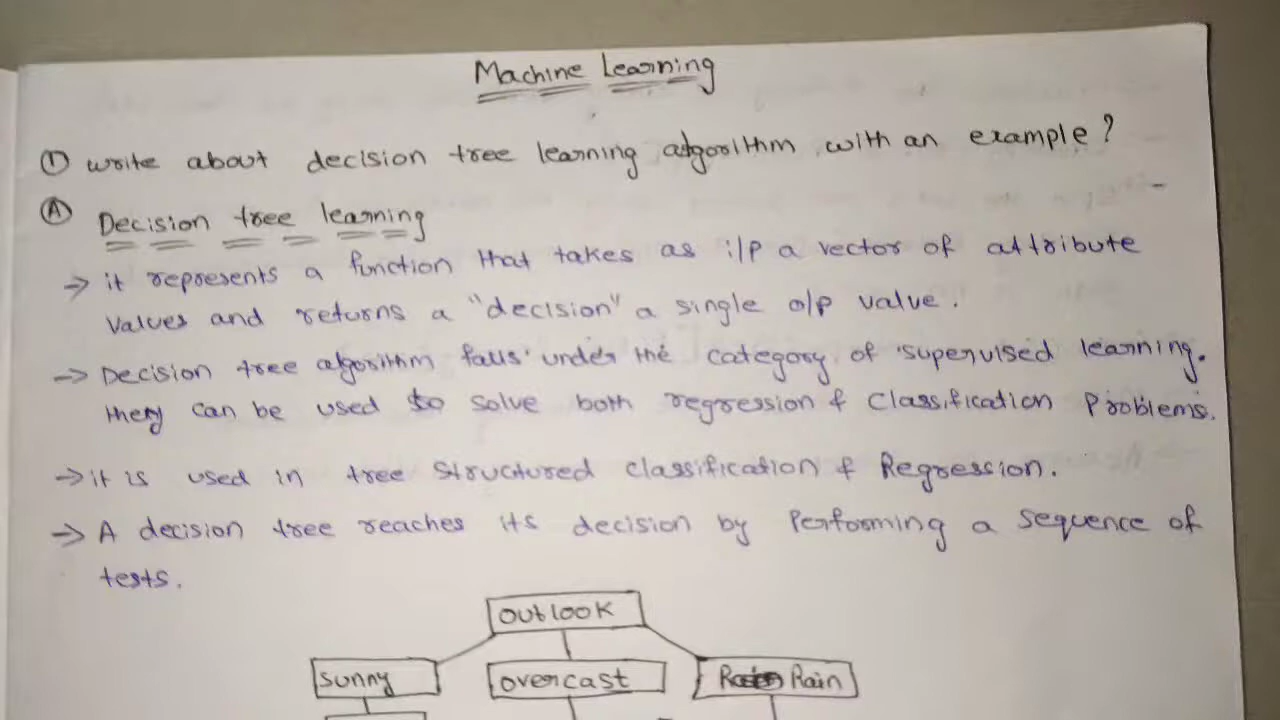 Machine Learning
① write about decision tree learning algorithm with an example?
Ⓐ Decision tree learning
→ it represents a function that takes as i/p a vector of attribute
values and returns a "decision" a single o/p value.
→ Decision tree algorithm falls under the category of supervised learning.
they can be used to solve both regression & classification problems.
→ it is used in tree structured classification & Regression.
→ A decision tree reaches its decision by Performing a sequence of
tests.
outlook
sunny overcast Rain